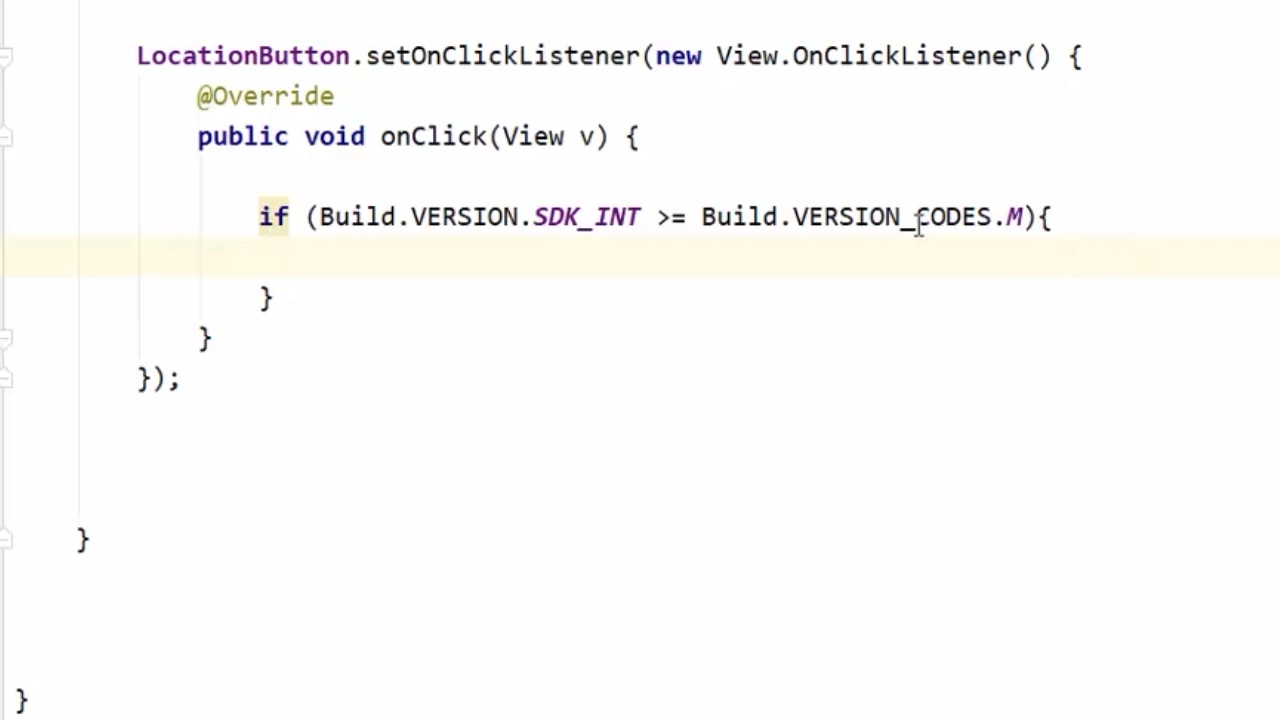 LocationButton.setOnClickListener(new View.OnClickListener() {
@Override
public void onClick(View v) {
if (Build.VERSION.SDK_INT >= Build.VERSION_CODES.M){
}
}
});
}
}